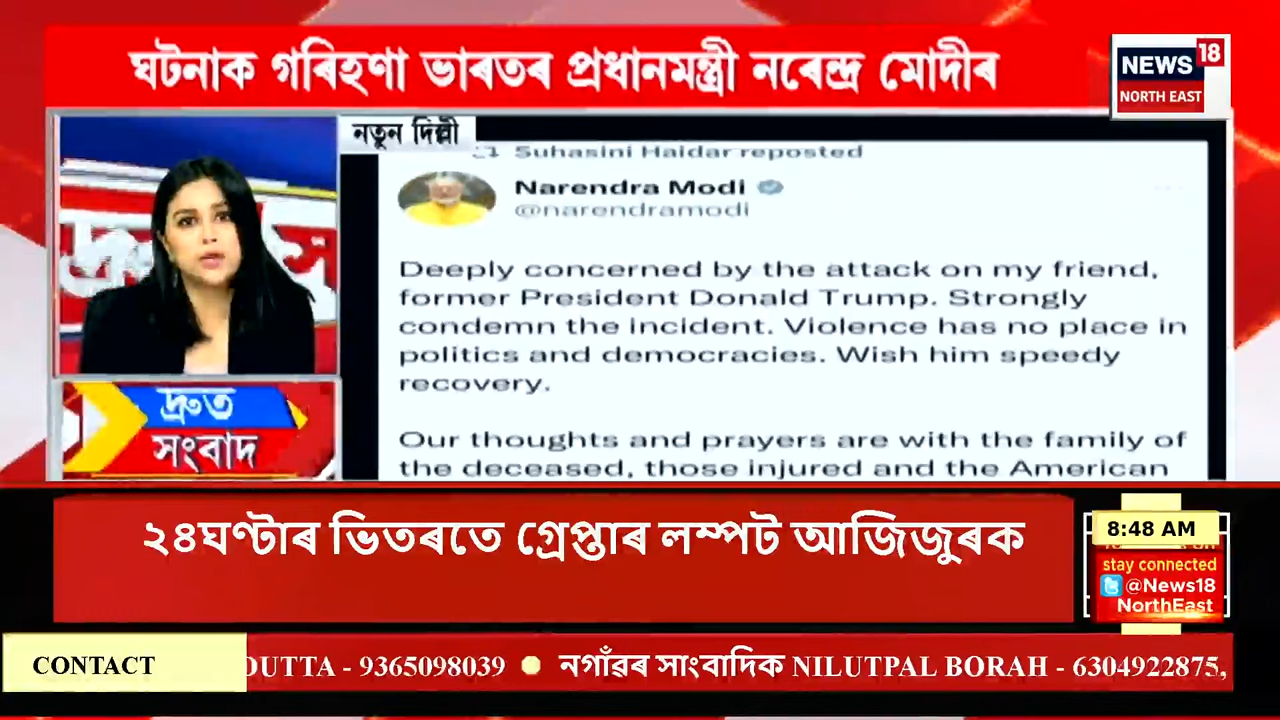 ঘটনাক গৰিহণা ভাৰতৰ প্ৰধানমন্ত্ৰী নৰেন্দ্ৰ মোদীৰ
NEWS 18
NORTH EAST
নতুন দিল্লী
Suhasini Haidar reposted
Narendra Modi
@narendramodi
Deeply concerned by the attack on my friend,
former President Donald Trump. Strongly
condemn the incident. Violence has no place in
politics and democracies. Wish him speedy
recovery.
Our thoughts and prayers are with the family of
the deceased, those injured and the American
দ্ৰুত
সংবাদ
২৪ঘণ্টাৰ ভিতৰতে গ্ৰেপ্তাৰ লম্পট আজিজুৰক
8:48 AM
stay connected
@News18
NorthEast
CONTACT
DUTTA - 9365098039 নগাঁৱৰ সাংবাদিক NILUTPAL BORAH - 6304922875,